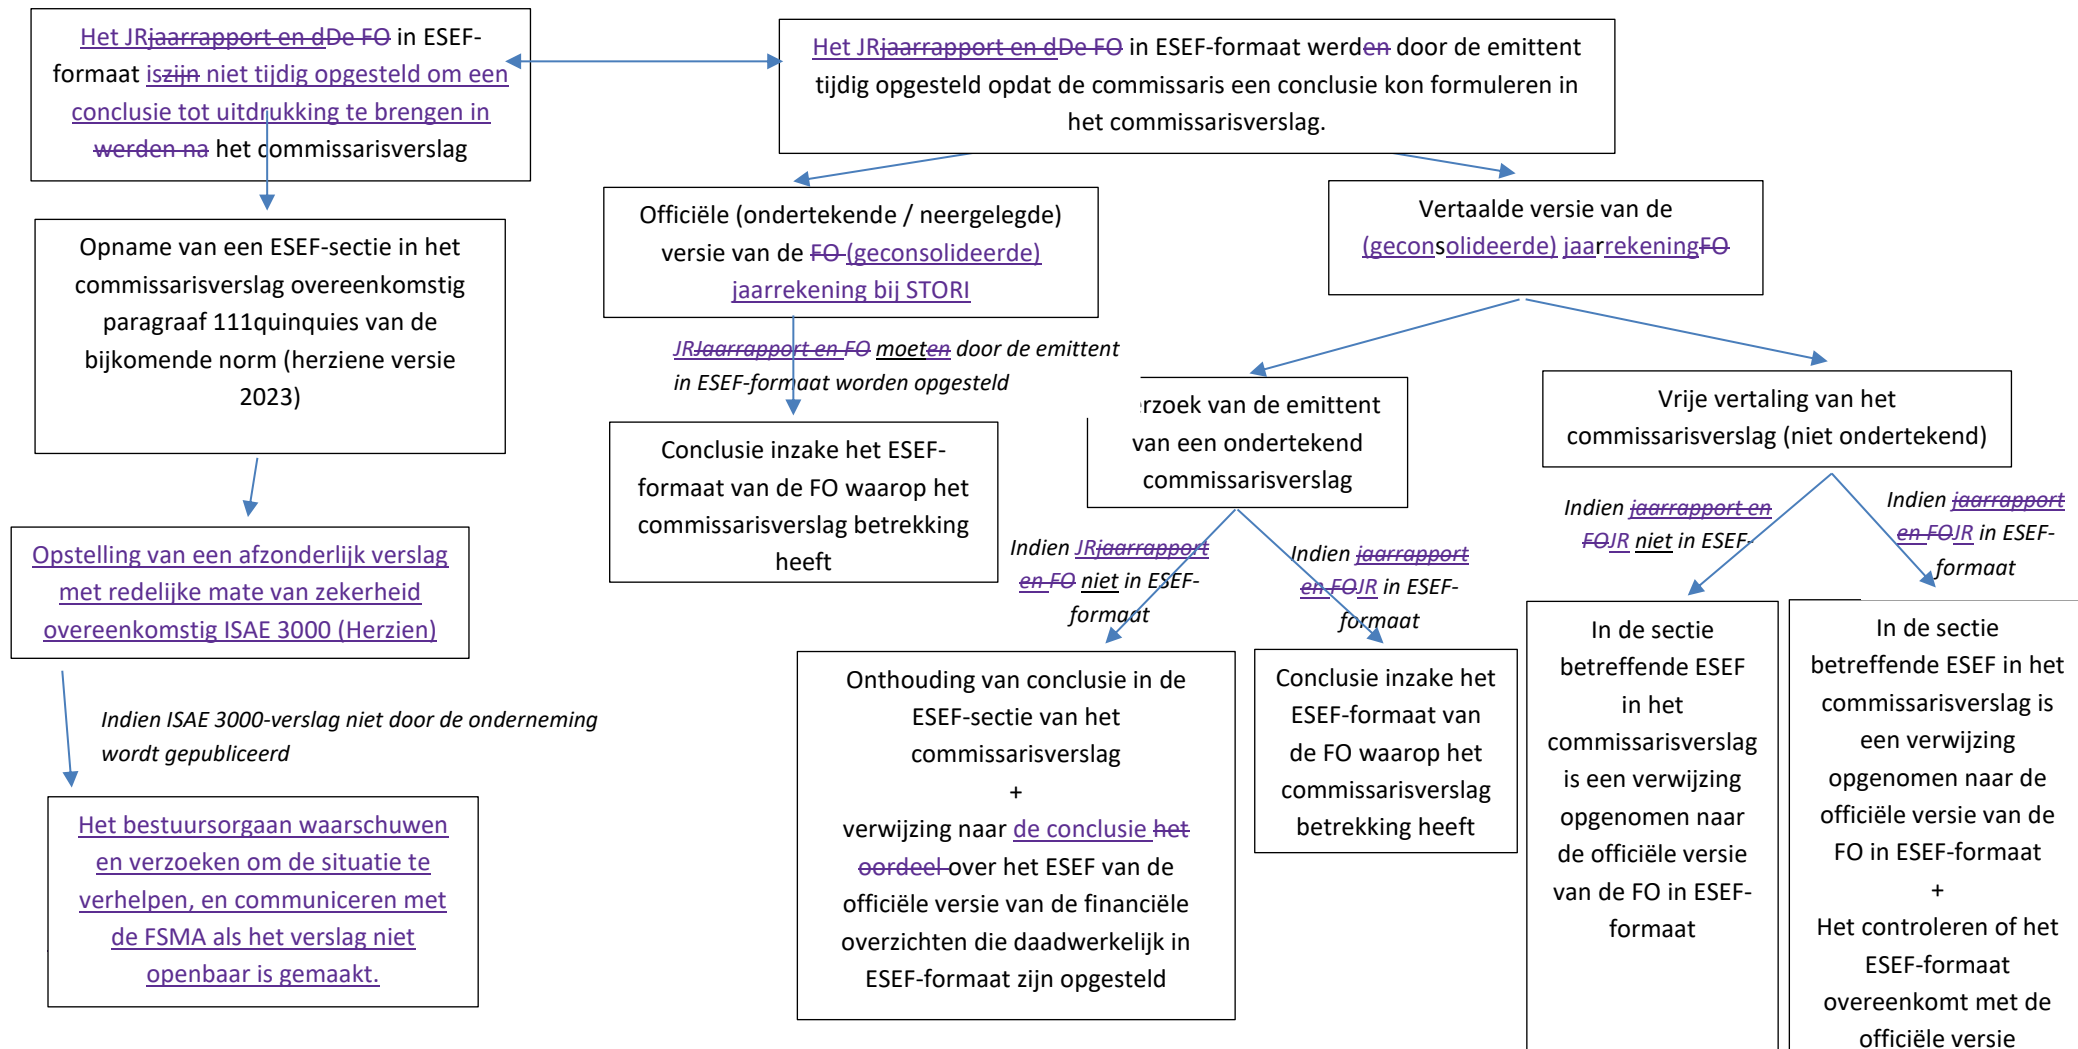 Het JRjaarrapport en dDe FO in ESEF-
formaat iszijn niet tijdig opgesteld om een
conclusie tot uitdrukking te brengen in
werden na het commissarisverslag
Het JRjaarrapport en dDe FO in ESEF-formaat werden door de emittent
tijdig opgesteld opdat de commissaris een conclusie kon formuleren in
het commissarisverslag.
Opname van een ESEF-sectie in het
commissarisverslag overeenkomstig
paragraaf 111quinquies van de
bijkomende norm (herziene versie
2023)
Officiële (ondertekende / neergelegde)
versie van de FO (geconsolideerde)
jaarrekening bij STORI
Vertaalde versie van de
(geconsolideerde) jaarrekeningFO
JRJaarrapport en FO moeten door de emittent
in ESEF-formaat worden opgesteld
Conclusie inzake het ESEF-
formaat van de FO waarop het
commissarisverslag betrekking
heeft
erzoek van de emittent
van een ondertekend
commissarisverslag
Vrije vertaling van het
commissarisverslag (niet ondertekend)
Opstelling van een afzonderlijk verslag
met redelijke mate van zekerheid
overeenkomstig ISAE 3000 (Herzien)
Indien JRjaarrapport
en FO niet in ESEF-
formaat
Indien jaarrapport
en FOJR in ESEF-
formaat
Indien jaarrapport en
FOJR niet in ESEF-
Indien jaarrapport
en FOJR in ESEF-
formaat
Indien ISAE 3000-verslag niet door de onderneming
wordt gepubliceerd
Het bestuursorgaan waarschuwen
en verzoeken om de situatie te
verhelpen, en communiceren met
de FSMA als het verslag niet
openbaar is gemaakt.
Onthouding van conclusie in de
ESEF-sectie van het
commissarisverslag
+
verwijzing naar de conclusie het
oordeel over het ESEF van de
officiële versie van de financiële
overzichten die daadwerkelijk in
ESEF-formaat zijn opgesteld
Conclusie inzake het
ESEF-formaat van
de FO waarop het
commissarisverslag
betrekking heeft
In de sectie
betreffende ESEF
in het
commissarisverslag
is een verwijzing
opgenomen naar
de officiële versie
van de FO in ESEF-
formaat
In de sectie
betreffende ESEF in het
commissarisverslag is
een verwijzing
opgenomen naar de
officiële versie van de
FO in ESEF-formaat
+
Het controleren of het
ESEF-formaat
overeenkomt met de
officiële versie